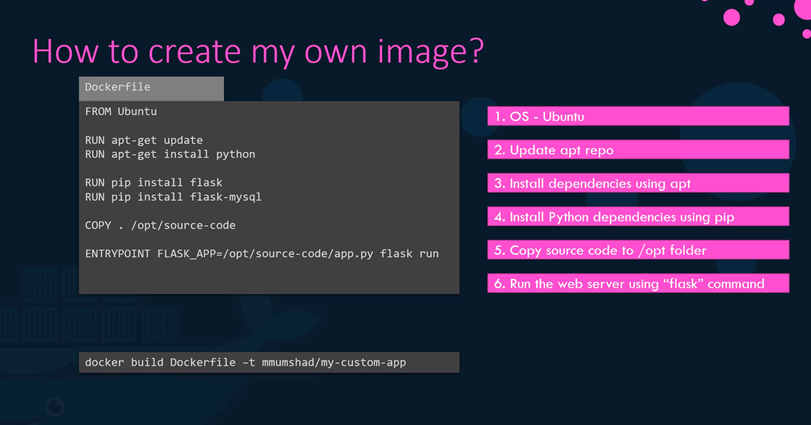 How to create my own image?
Dockerfile
FROM Ubuntu
RUN apt-get update
RUN apt-get install python
RUN pip install flask
RUN pip install flask-mysql
COPY . /opt/source-code
ENTRYPOINT FLASK_APP=/opt/source-code/app.py flask run
1. OS - Ubuntu
2. Update apt repo
3. Install dependencies using apt
4. Install Python dependencies using pip
5. Copy source code to /opt folder
6. Run the web server using “flask” command
docker build Dockerfile –t mmumshad/my-custom-app